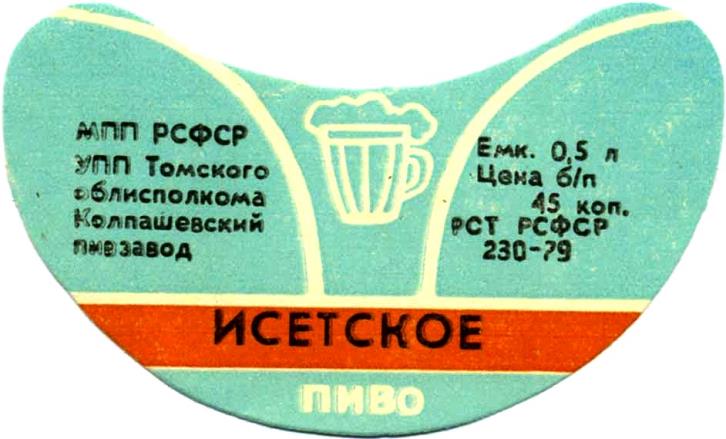 МПП РСФСР
УПП Томского
облисполкома
Колпашевский
пивзавод
Емк. 0,5 л
Цена б/п
45 коп.
РСТ РСФСР
230-79
ИСЕТСКОЕ
ПИВО